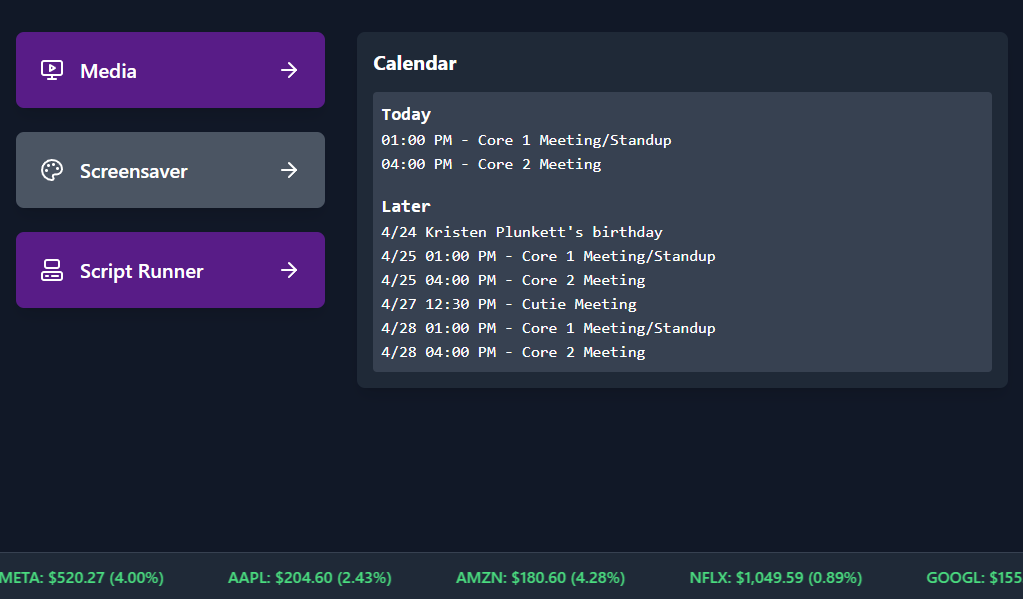 Media
Screensaver
Script Runner
Calendar
Today
01:00 PM - Core 1 Meeting/Standup
04:00 PM - Core 2 Meeting
Later
4/24 Kristen Plunkett's birthday
4/25 01:00 PM - Core 1 Meeting/Standup
4/25 04:00 PM - Core 2 Meeting
4/27 12:30 PM - Cutie Meeting
4/28 01:00 PM - Core 1 Meeting/Standup
4/28 04:00 PM - Core 2 Meeting
META: $520.27 (4.00%) AAPL: $204.60 (2.43%) AMZN: $180.60 (4.28%) NFLX: $1,049.59 (0.89%) GOOGL: $155